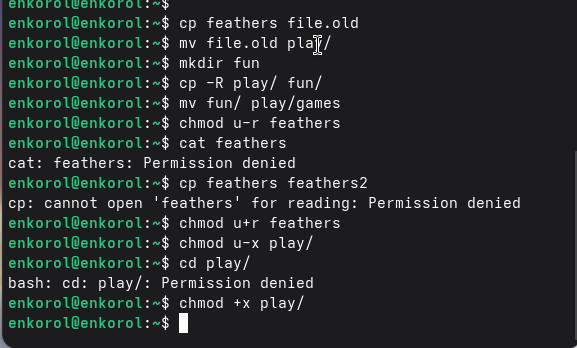 enkorol@enkorol:~$
enkorol@enkorol:~$ cp feathers file.old
enkorol@enkorol:~$ mv file.old play/
enkorol@enkorol:~$ mkdir fun
enkorol@enkorol:~$ cp -R play/ fun/
enkorol@enkorol:~$ mv fun/ play/games
enkorol@enkorol:~$ chmod u-r feathers
enkorol@enkorol:~$ cat feathers
cat: feathers: Permission denied
enkorol@enkorol:~$ cp feathers feathers2
cp: cannot open 'feathers' for reading: Permission denied
enkorol@enkorol:~$ chmod u+r feathers
enkorol@enkorol:~$ chmod u-x play/
enkorol@enkorol:~$ cd play/
bash: cd: play/: Permission denied
enkorol@enkorol:~$ chmod +x play/
enkorol@enkorol:~$